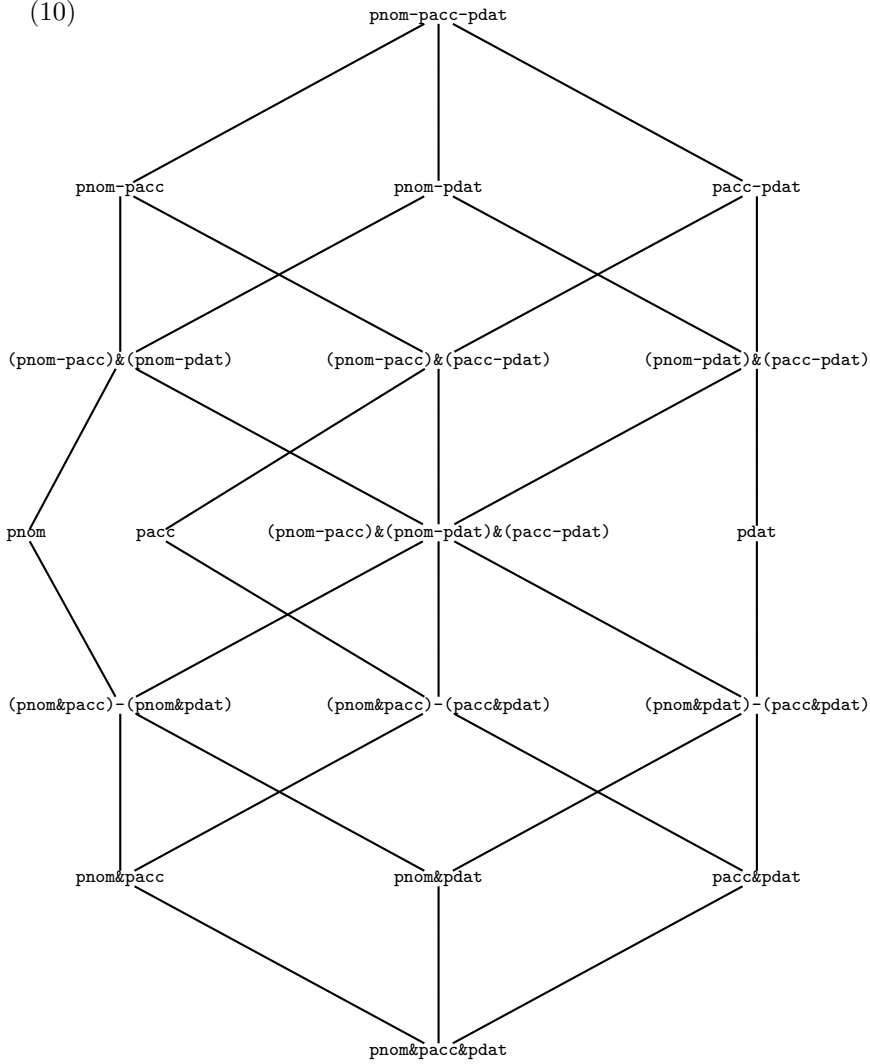 (10)
pnom-pacc-pdat
pnom-pacc pnom-pdat pacc-pdat
(pnom-pacc)&(pnom-pdat) (pnom-pacc)&(pacc-pdat) (pnom-pdat)&(pacc-pdat)
pnom pacc (pnom-pacc)&(pnom-pdat)&(pacc-pdat) pdat
(pnom&pacc)-(pnom&pdat) (pnom&pacc)-(pacc&pdat) (pnom&pdat)-(pacc&pdat)
pnom&pacc pnom&pdat pacc&pdat
pnom&pacc&pdat